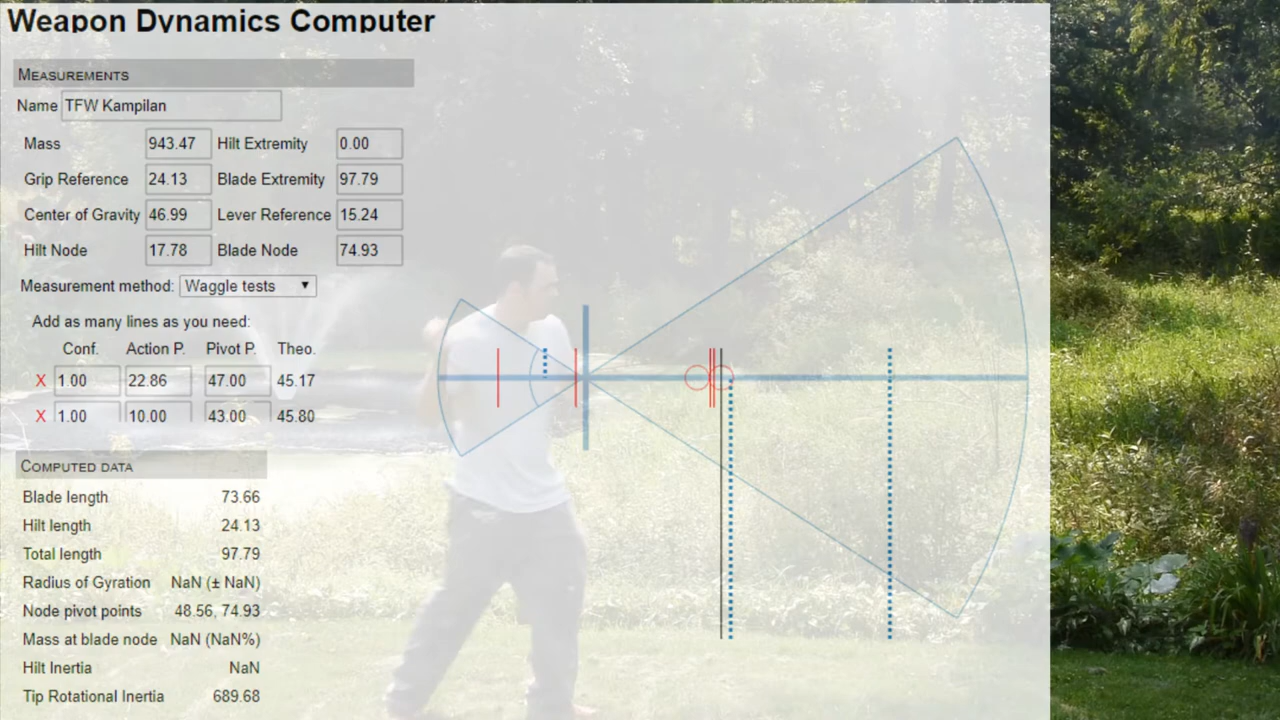 Weapon Dynamics Computer
MEASUREMENTS
Name TFW Kampilan
Mass 943.47 Hilt Extremity 0.00
Grip Reference 24.13 Blade Extremity 97.79
Center of Gravity 46.99 Lever Reference 15.24
Hilt Node 17.78 Blade Node 74.93
Measurement method: Waggle tests ▼
Add as many lines as you need:
Conf. Action P. Pivot P. Theo.
X 1.00 22.86 47.00 45.17
X 1.00 10.00 43.00 45.80
COMPUTED DATA
Blade length 73.66
Hilt length 24.13
Total length 97.79
Radius of Gyration NaN (± NaN)
Node pivot points 48.56, 74.93
Mass at blade node NaN (NaN%)
Hilt Inertia NaN
Tip Rotational Inertia 689.68